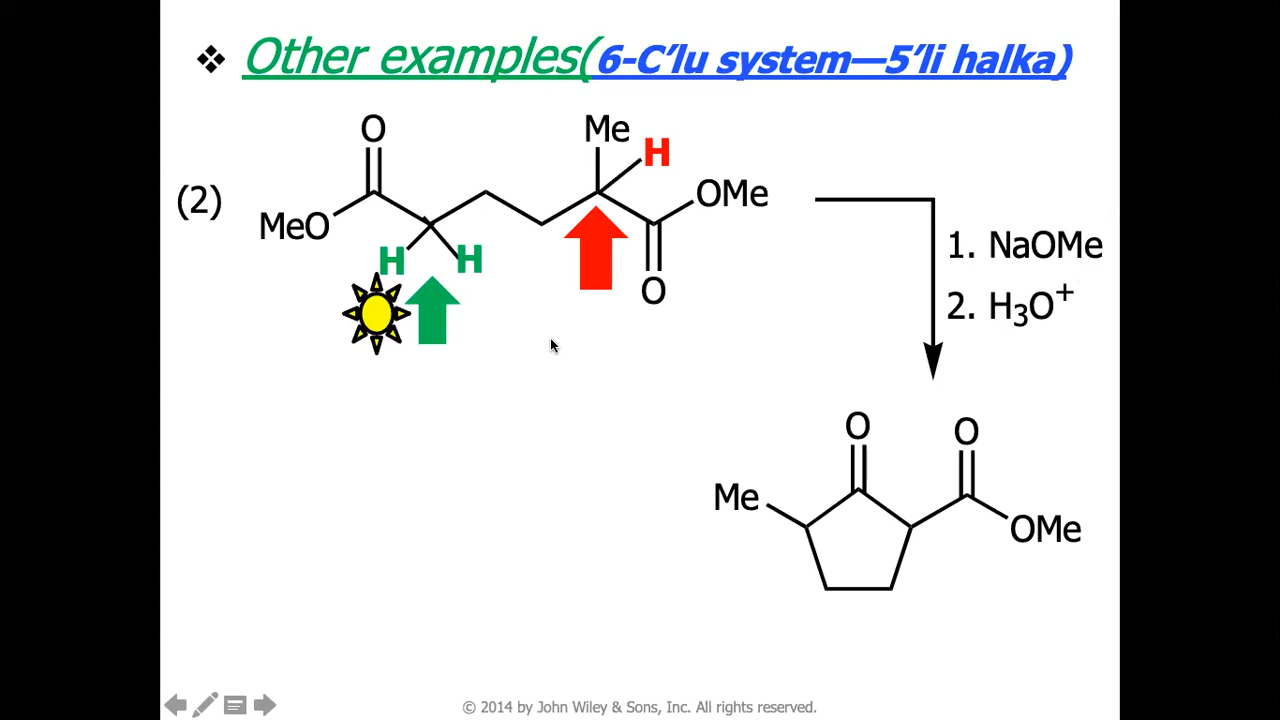 ❖ Other examples(6-C’lu system—5’li halka)
O
Me
H
(2)
OMe
MeO
H H
O
1. NaOMe
2. H₃O⁺
O
O
Me
OMe
© 2014 by John Wiley & Sons, Inc. All rights reserved.